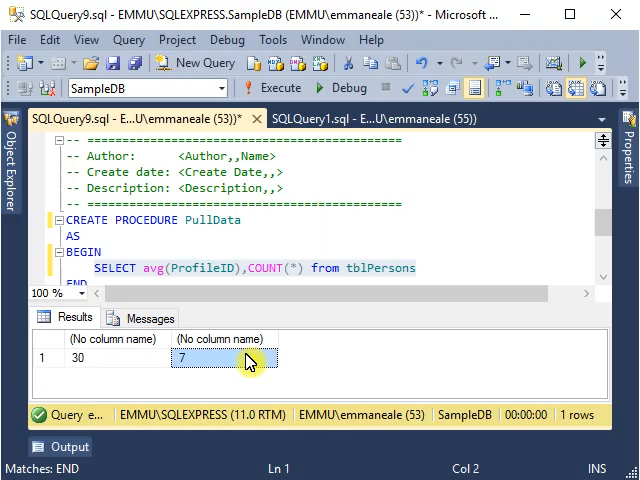 SQLQuery9.sql - EMMU\SQLEXPRESS.SampleDB (EMMU\emmaneale (53))* - Microsoft ...
File Edit View Query Project Debug Tools Window Help
New Query
SampleDB Execute Debug
SQLQuery9.sql - E...U\emmaneale (53))* SQLQuery1.sql - E...U\emmaneale (55))
Object Explorer
Properties
-- =============================================
-- Author: <Author,,Name>
-- Create date: <Create Date,,>
-- Description: <Description,,>
-- =============================================
CREATE PROCEDURE PullData
AS
BEGIN
SELECT avg(ProfileID),COUNT(*) from tblPersons
END
100 %
Results Messages
(No column name) (No column name)
1 30 7
Query e... EMMU\SQLEXPRESS (11.0 RTM) EMMU\emmaneale (53) SampleDB 00:00:00 1 rows
Output
Matches: END Ln 1 Col 2 INS